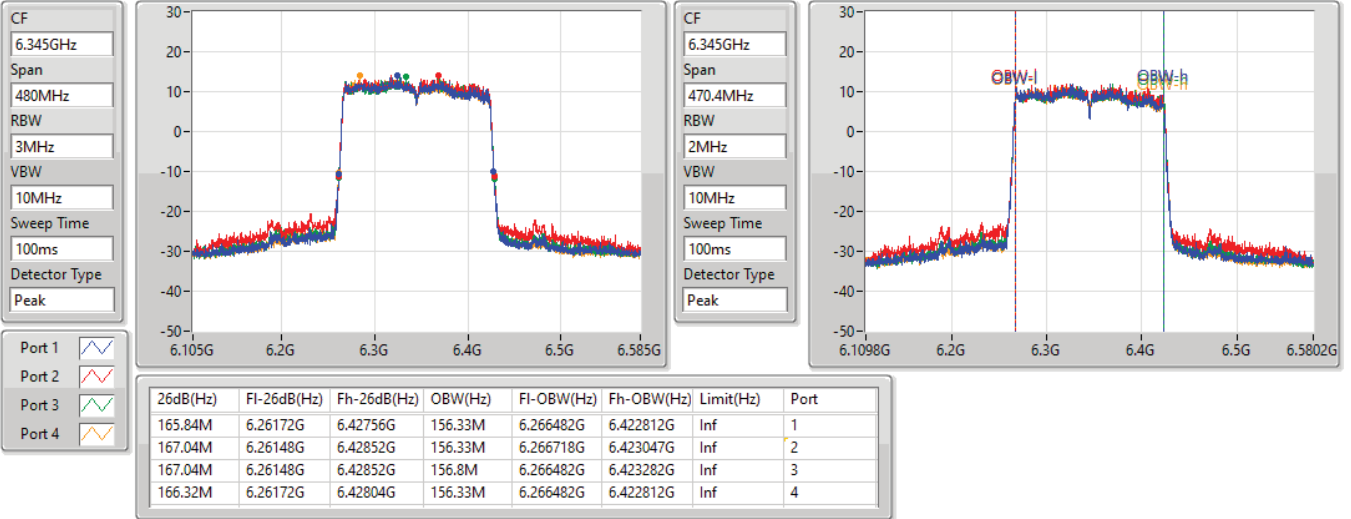 CF
6.345GHz
Span
480MHz
RBW
3MHz
VBW
10MHz
Sweep Time
100ms
Detector Type
Peak
30
20
10
0
-10
-20
-30
-40
-50
6.105G 6.2G 6.3G 6.4G 6.5G 6.585G
CF
6.345GHz
Span
470.4MHz
RBW
2MHz
VBW
10MHz
Sweep Time
100ms
Detector Type
Peak
30
20
10
0
-10
-20
-30
-40
-50
OBW-l OBW-h
OBW-h
6.1098G 6.2G 6.3G 6.4G 6.5G 6.5802G
Port 1
Port 2
Port 3
Port 4
26dB(Hz) Fl-26dB(Hz) Fh-26dB(Hz) OBW(Hz) Fl-OBW(Hz) Fh-OBW(Hz) Limit(Hz) Port
165.84M 6.26172G 6.42756G 156.33M 6.266482G 6.422812G Inf 1
167.04M 6.26148G 6.42852G 156.33M 6.266718G 6.423047G Inf 2
167.04M 6.26148G 6.42852G 156.8M 6.266482G 6.423282G Inf 3
166.32M 6.26172G 6.42804G 156.33M 6.266482G 6.422812G Inf 4